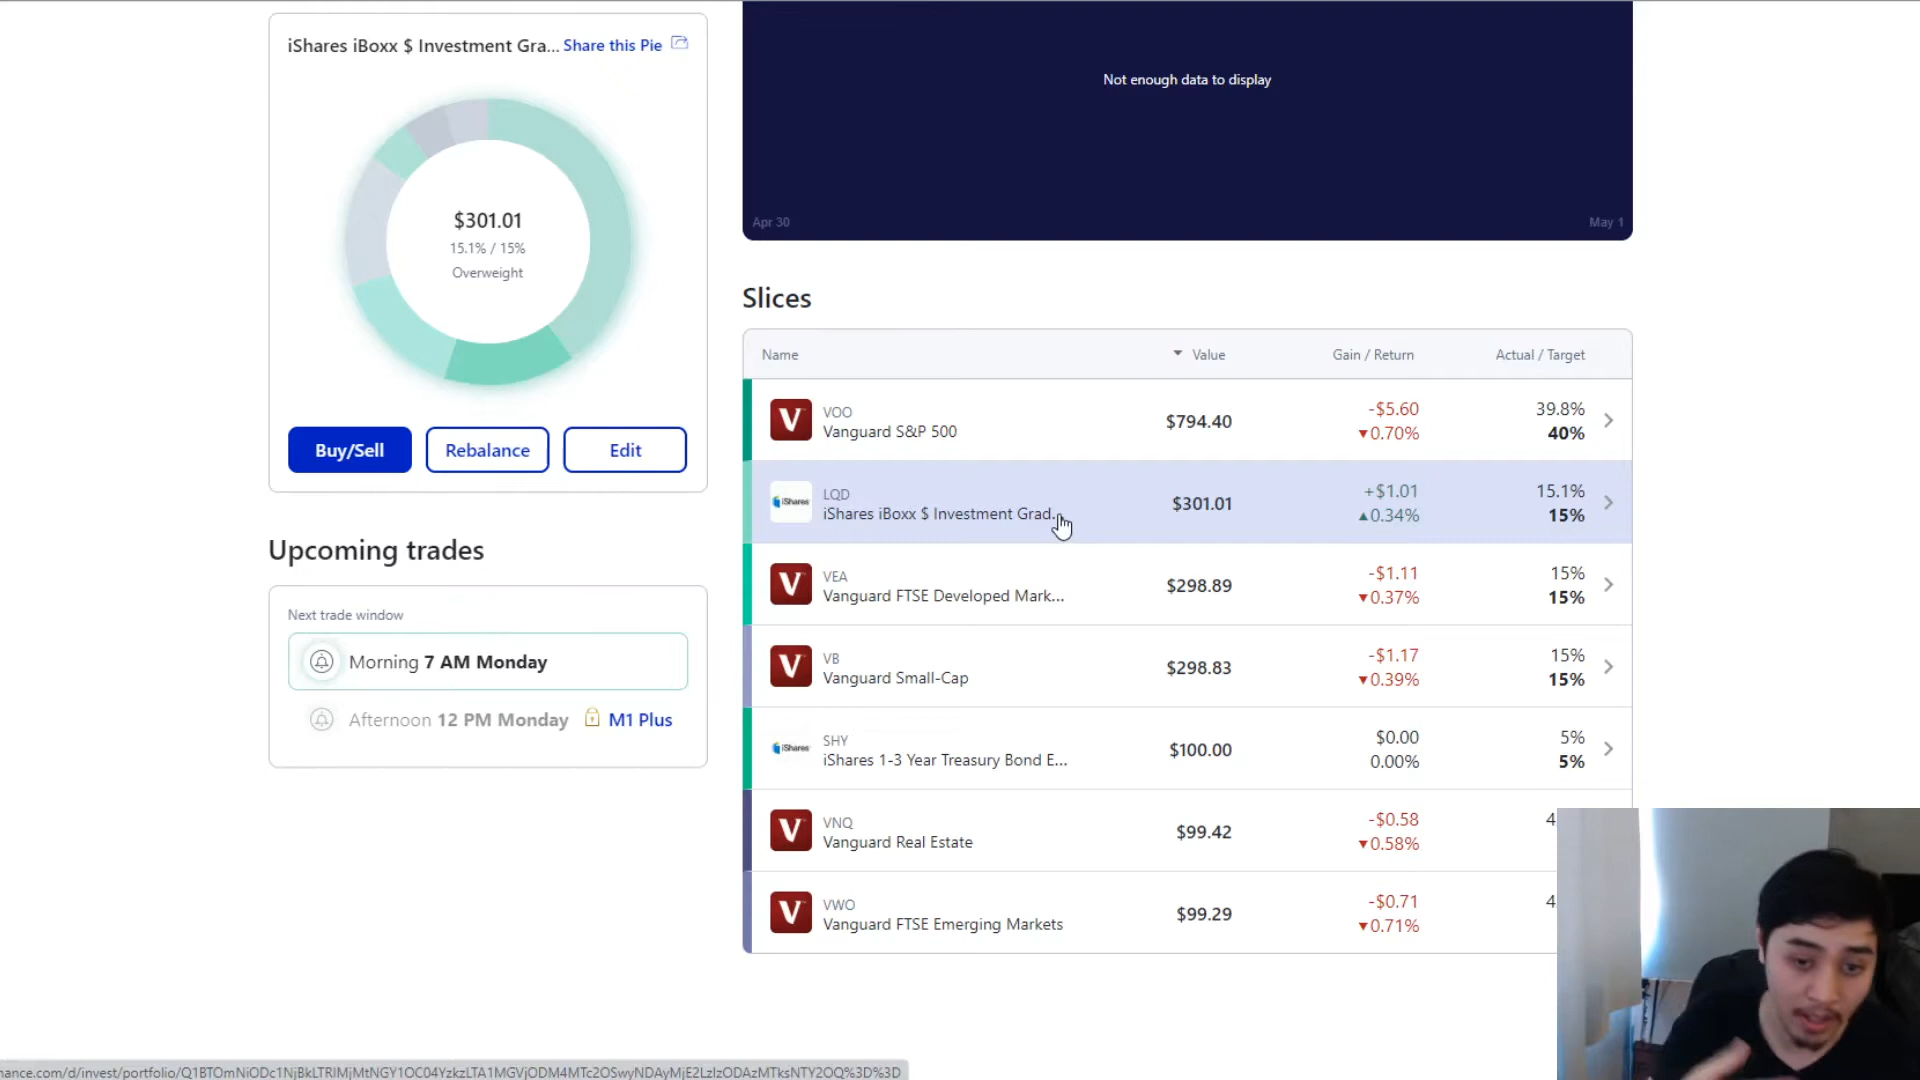 iShares iBoxx $ Investment Gra... Share this Pie
$301.01
15.1% / 15%
Overweight
Buy/Sell Rebalance Edit
Upcoming trades
Next trade window
Morning 7 AM Monday
Afternoon 12 PM Monday M1 Plus
Not enough data to display
Apr 30 May 1
Slices
Name Value Gain / Return Actual / Target
VOO
Vanguard S&P 500
$794.40
-$5.60
▼0.70%
39.8%
40%
iShares
LQD
iShares iBoxx $ Investment Grad...
$301.01
+$1.01
▲0.34%
15.1%
15%
VEA
Vanguard FTSE Developed Mark...
$298.89
-$1.11
▼0.37%
15%
15%
VB
Vanguard Small-Cap
$298.83
-$1.17
▼0.39%
15%
15%
iShares
SHY
iShares 1-3 Year Treasury Bond E...
$100.00
$0.00
0.00%
5%
5%
VNQ
Vanguard Real Estate
$99.42
-$0.58
▼0.58%
4
VWO
Vanguard FTSE Emerging Markets
$99.29
-$0.71
▼0.71%
4